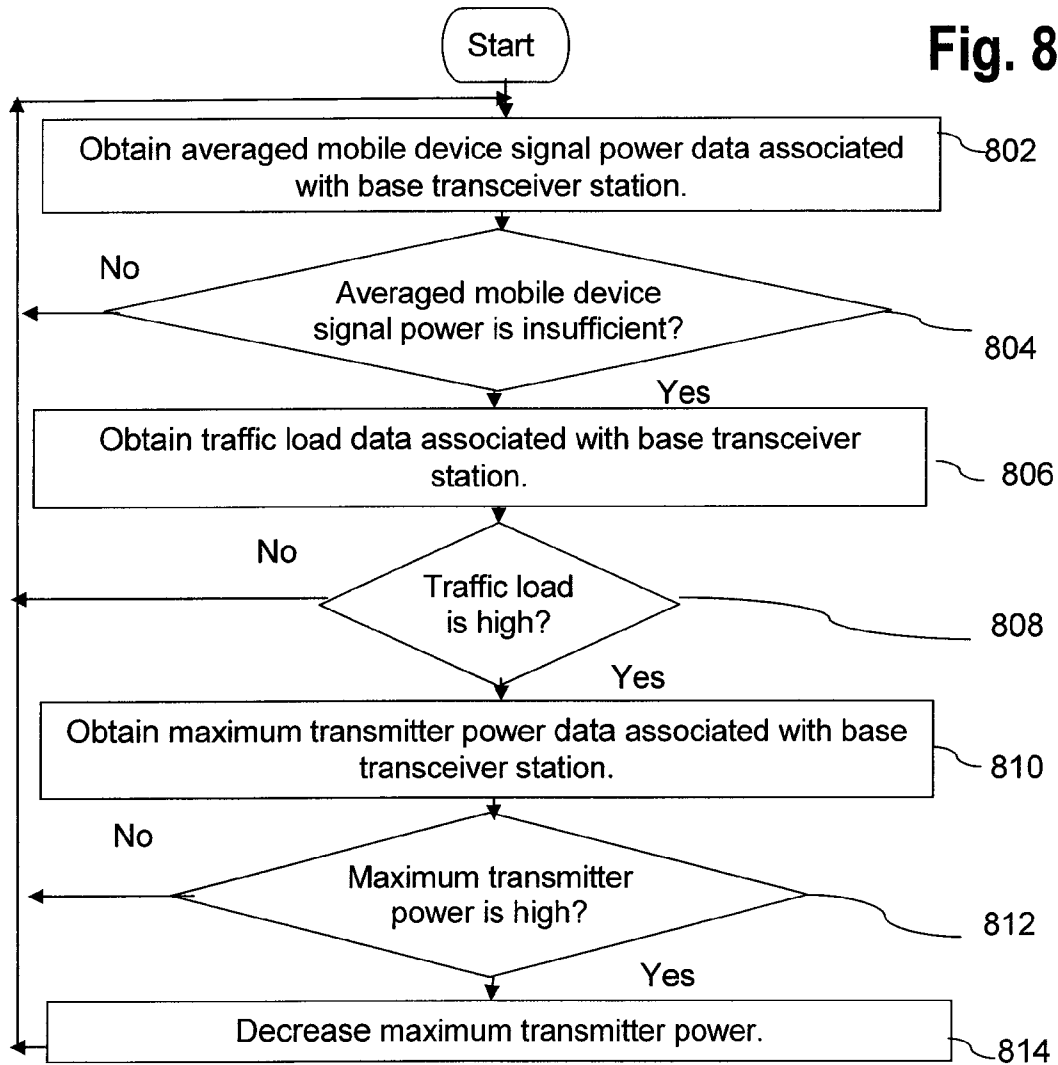 Start
Fig. 8
Obtain averaged mobile device signal power data associated
with base transceiver station.
802
No
Averaged mobile device
signal power is insufficient?
804
Yes
Obtain traffic load data associated with base transceiver
station.
806
No
Traffic load
is high?
808
Yes
Obtain maximum transmitter power data associated with base
transceiver station.
810
No
Maximum transmitter
power is high?
812
Yes
Decrease maximum transmitter power.
814